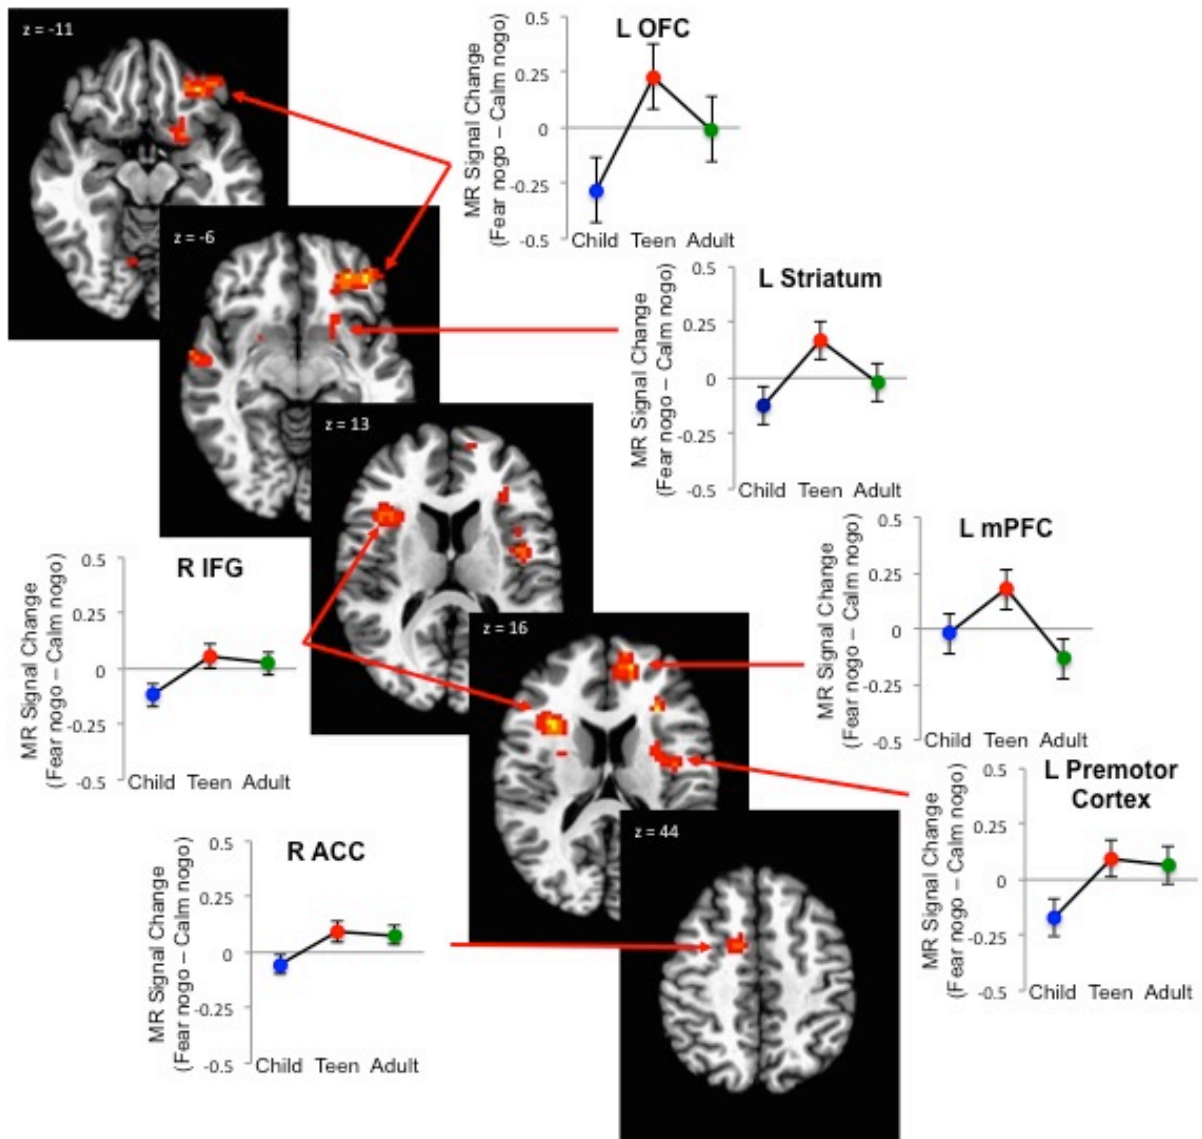 z = -11
L OFC
MR Signal Change
(Fear nogo – Calm nogo)
0.5
0.25
0
-0.25
-0.5
Child Teen Adult
z = -6
L Striatum
MR Signal Change
(Fear nogo – Calm nogo)
0.5
0.25
0
-0.25
-0.5
Child Teen Adult
z = 13
L mPFC
MR Signal Change
(Fear nogo – Calm nogo)
0.5
0.25
0
-0.25
-0.5
Child Teen Adult
R IFG
MR Signal Change
(Fear nogo – Calm nogo)
0.5
0.25
0
-0.25
-0.5
Child Teen Adult
z = 16
L Premotor
Cortex
MR Signal Change
(Fear nogo – Calm nogo)
0.5
0.25
0
-0.25
-0.5
Child Teen Adult
R ACC
MR Signal Change
(Fear nogo – Calm nogo)
0.5
0.25
0
-0.25
-0.5
Child Teen Adult
z = 44